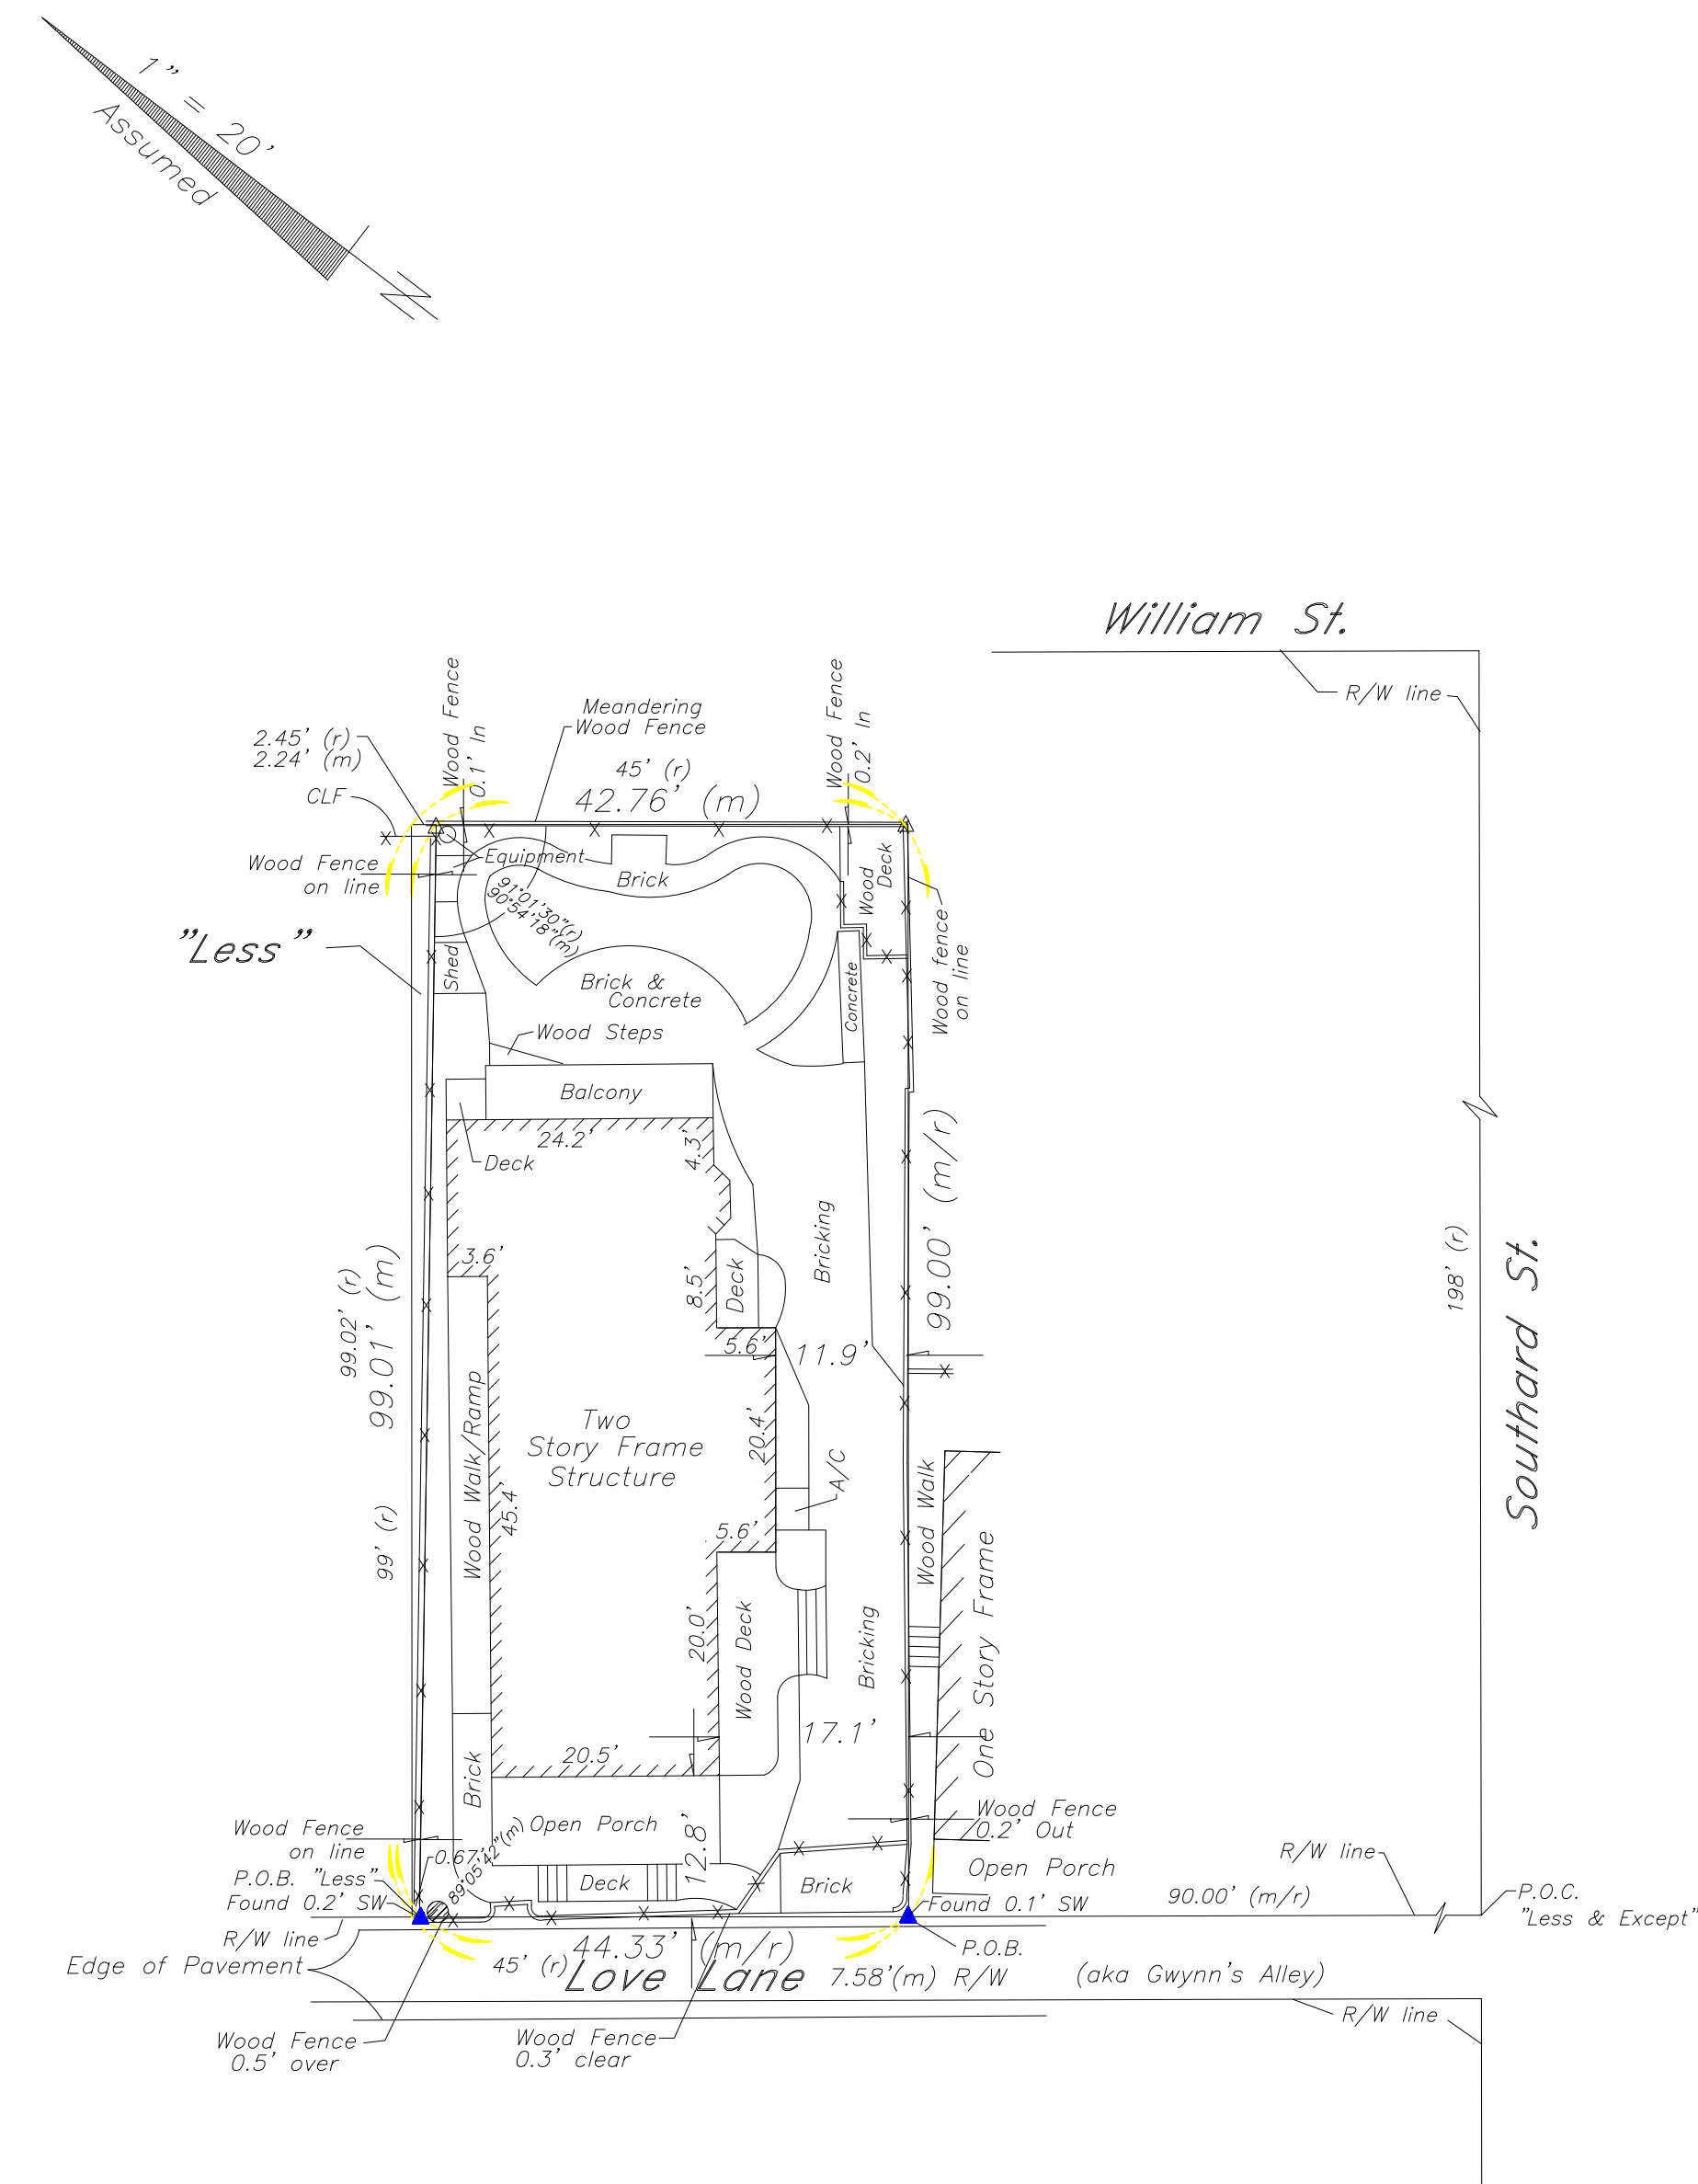 1" = 20'
Assumed
N
William St.
R/W line
Wood Fence
0.1' In
Meandering
Wood Fence
Wood Fence
0.2' In
2.45' (r)
2.24' (m)
45' (r)
42.76' (m)
CLF
Wood Fence
on line
Equipment
Brick
Wood
Deck
91°01'30"(r)
90°54'18"(m)
"Less"
Shed
Brick &
Concrete
Concrete
Wood fence
on line
Wood Steps
Balcony
24.2'
4.3'
Deck
99.00' (m/r)
3.6'
8.5'
Deck
Bricking
198' (r)
Southard St.
99.02' (r)
99.01' (m)
5.6'
11.9'
Two
Story Frame
Structure
20.4'
A/C
Wood Walk/Ramp
45.4'
99' (r)
5.6'
Wood Walk
One Story Frame
20.0'
Wood Deck
Bricking
17.1'
20.5'
Brick
Wood Fence
on line
Open Porch
12.8'
Wood Fence
0.2' Out
0.67'
89°05'42"(m)
P.O.B. "Less"
Found 0.2' SW
Deck
Brick
Open Porch
Found 0.1' SW
R/W line
90.00' (m/r)
P.O.C.
"Less & Except"
R/W line
Edge of Pavement
45' (r)
44.33' (m/r)
P.O.B.
Love Lane
7.58'(m) R/W
(aka Gwynn's Alley)
R/W line
Wood Fence
0.5' over
Wood Fence
0.3' clear